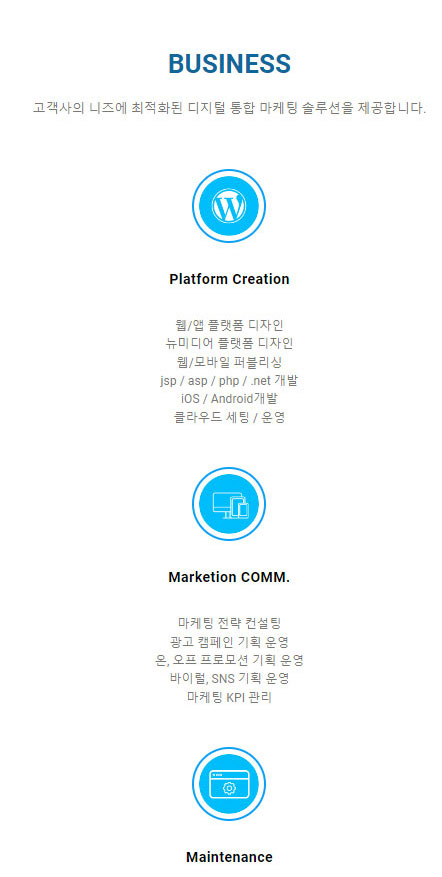 BUSINESS
고객사의 니즈에 최적화된 디지털 통합 마케팅 솔루션을 제공합니다.
Platform Creation
웹/앱 플랫폼 디자인
뉴미디어 플랫폼 디자인
웹/모바일 퍼블리싱
jsp / asp / php / .net 개발
iOS / Android개발
클라우드 세팅 / 운영
Marketion COMM.
마케팅 전략 컨설팅
광고 캠페인 기획 운영
온, 오프 프로모션 기획 운영
바이럴, SNS 기획 운영
마케팅 KPI 관리
Maintenance